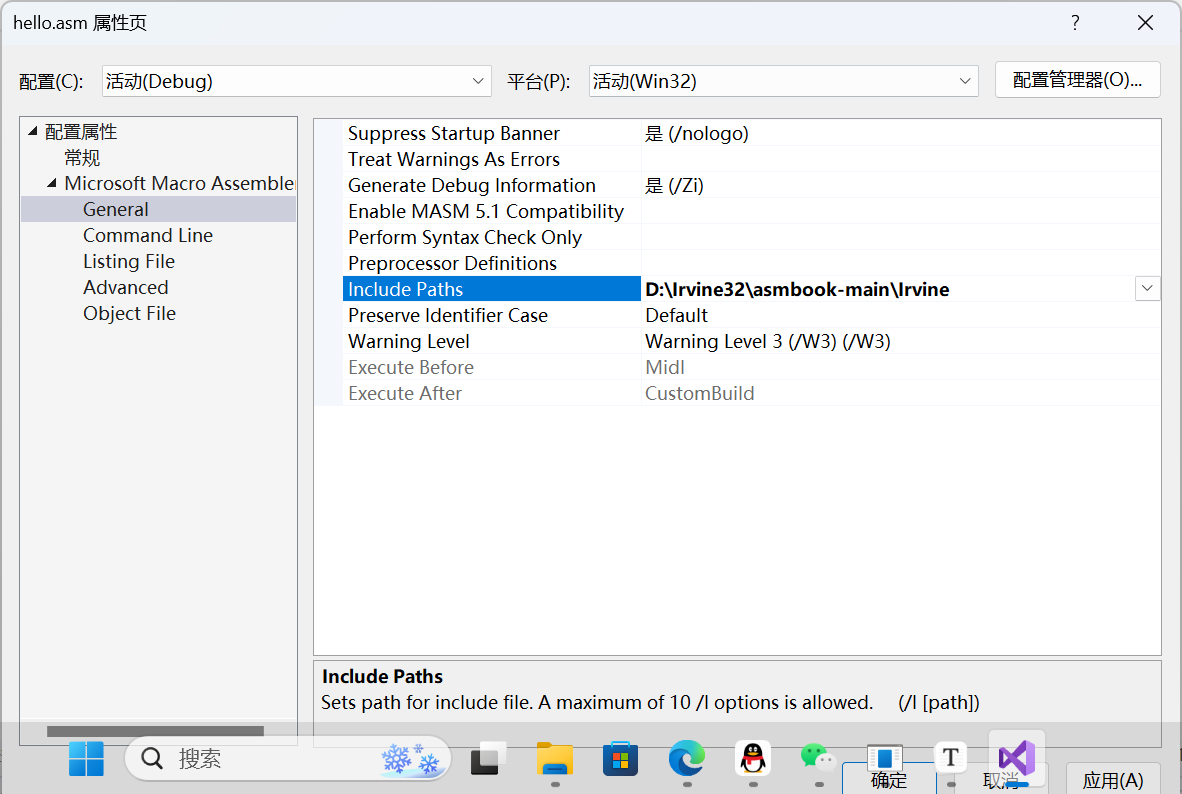 hello.asm 属性页
?
配置(C): 活动(Debug) 平台(P): 活动(Win32) 配置管理器(O)...
配置属性
常规
Microsoft Macro Assemble
General
Command Line
Listing File
Advanced
Object File
Suppress Startup Banner 是 (/nologo)
Treat Warnings As Errors
Generate Debug Information 是 (/Zi)
Enable MASM 5.1 Compatibility
Perform Syntax Check Only
Preprocessor Definitions
Include Paths D:\Irvine32\asmbook-main\Irvine
Preserve Identifier Case Default
Warning Level Warning Level 3 (/W3) (/W3)
Execute Before Midl
Execute After CustomBuild
Include Paths
Sets path for include file. A maximum of 10 /I options is allowed. (/I [path])
搜索
T
确定 取消 应用(A)